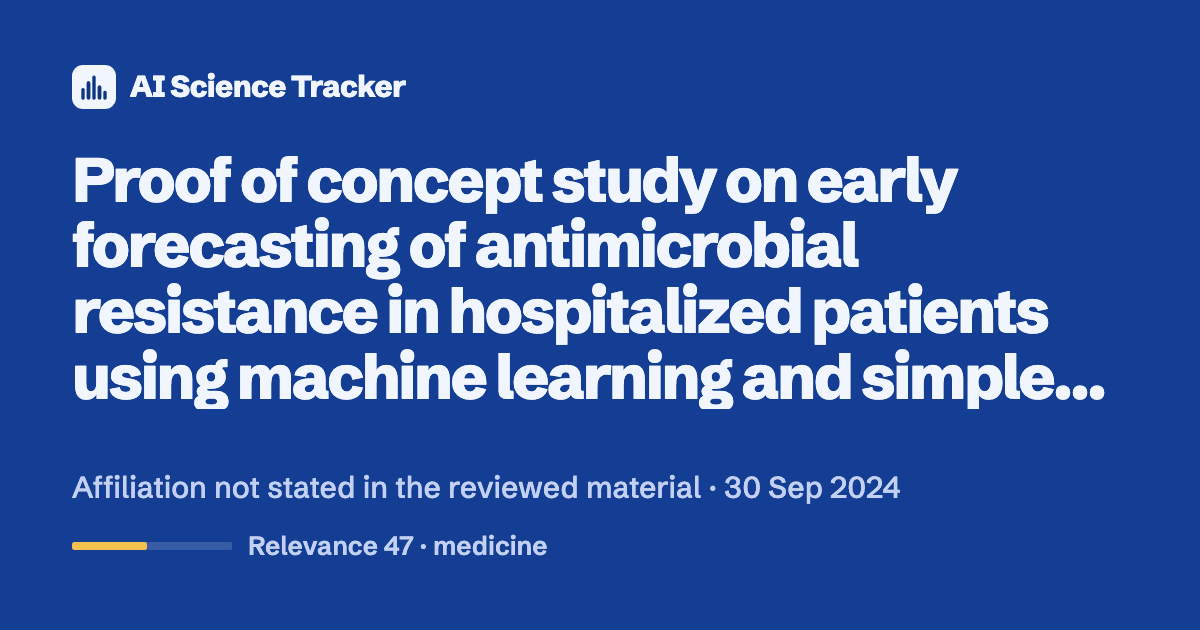 AI Science Tracker
Proof of concept study on early
forecasting of antimicrobial
resistance in hospitalized patients
using machine learning and simple...
Affiliation not stated in the reviewed material · 30 Sep 2024
Relevance 47 · medicine